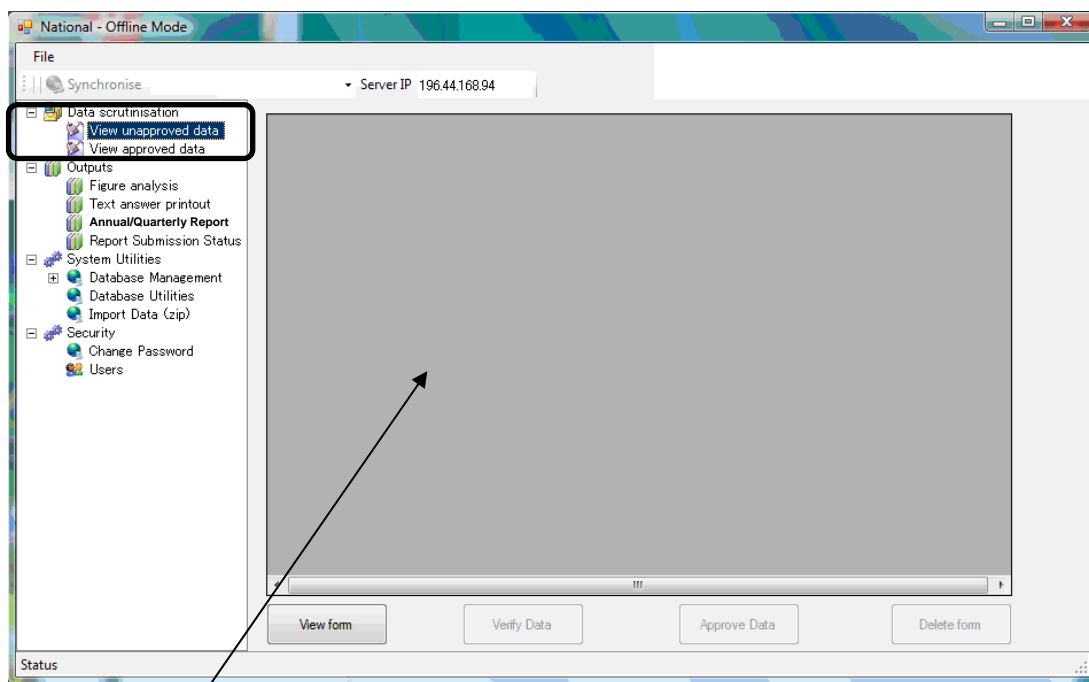 National - Offline Mode
File
Synchronise
Server IP 196.44.168.94
Data scrutinisation
View unapproved data
View approved data
Outputs
Figure analysis
Text answer printout
Annual/Quarterly Report
Report Submission Status
System Utilities
Database Management
Database Utilities
Import Data (zip)
Security
Change Password
Users
View form
Verify Data
Approve Data
Delete form
Status